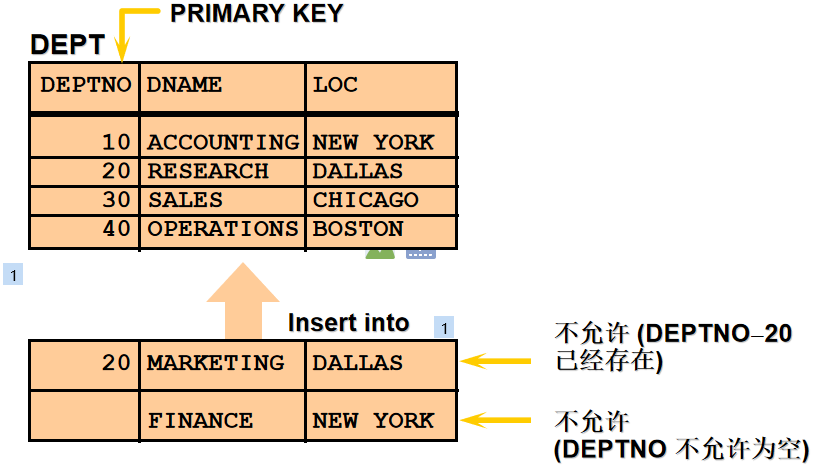 PRIMARY KEY
DEPT
DEPTNO DNAME LOC
10 ACCOUNTING NEW YORK
20 RESEARCH DALLAS
30 SALES CHICAGO
40 OPERATIONS BOSTON
1
Insert into 1
20 MARKETING DALLAS
不允许 (DEPTNO–20
已经存在)
FINANCE NEW YORK
不允许
(DEPTNO 不允许为空)